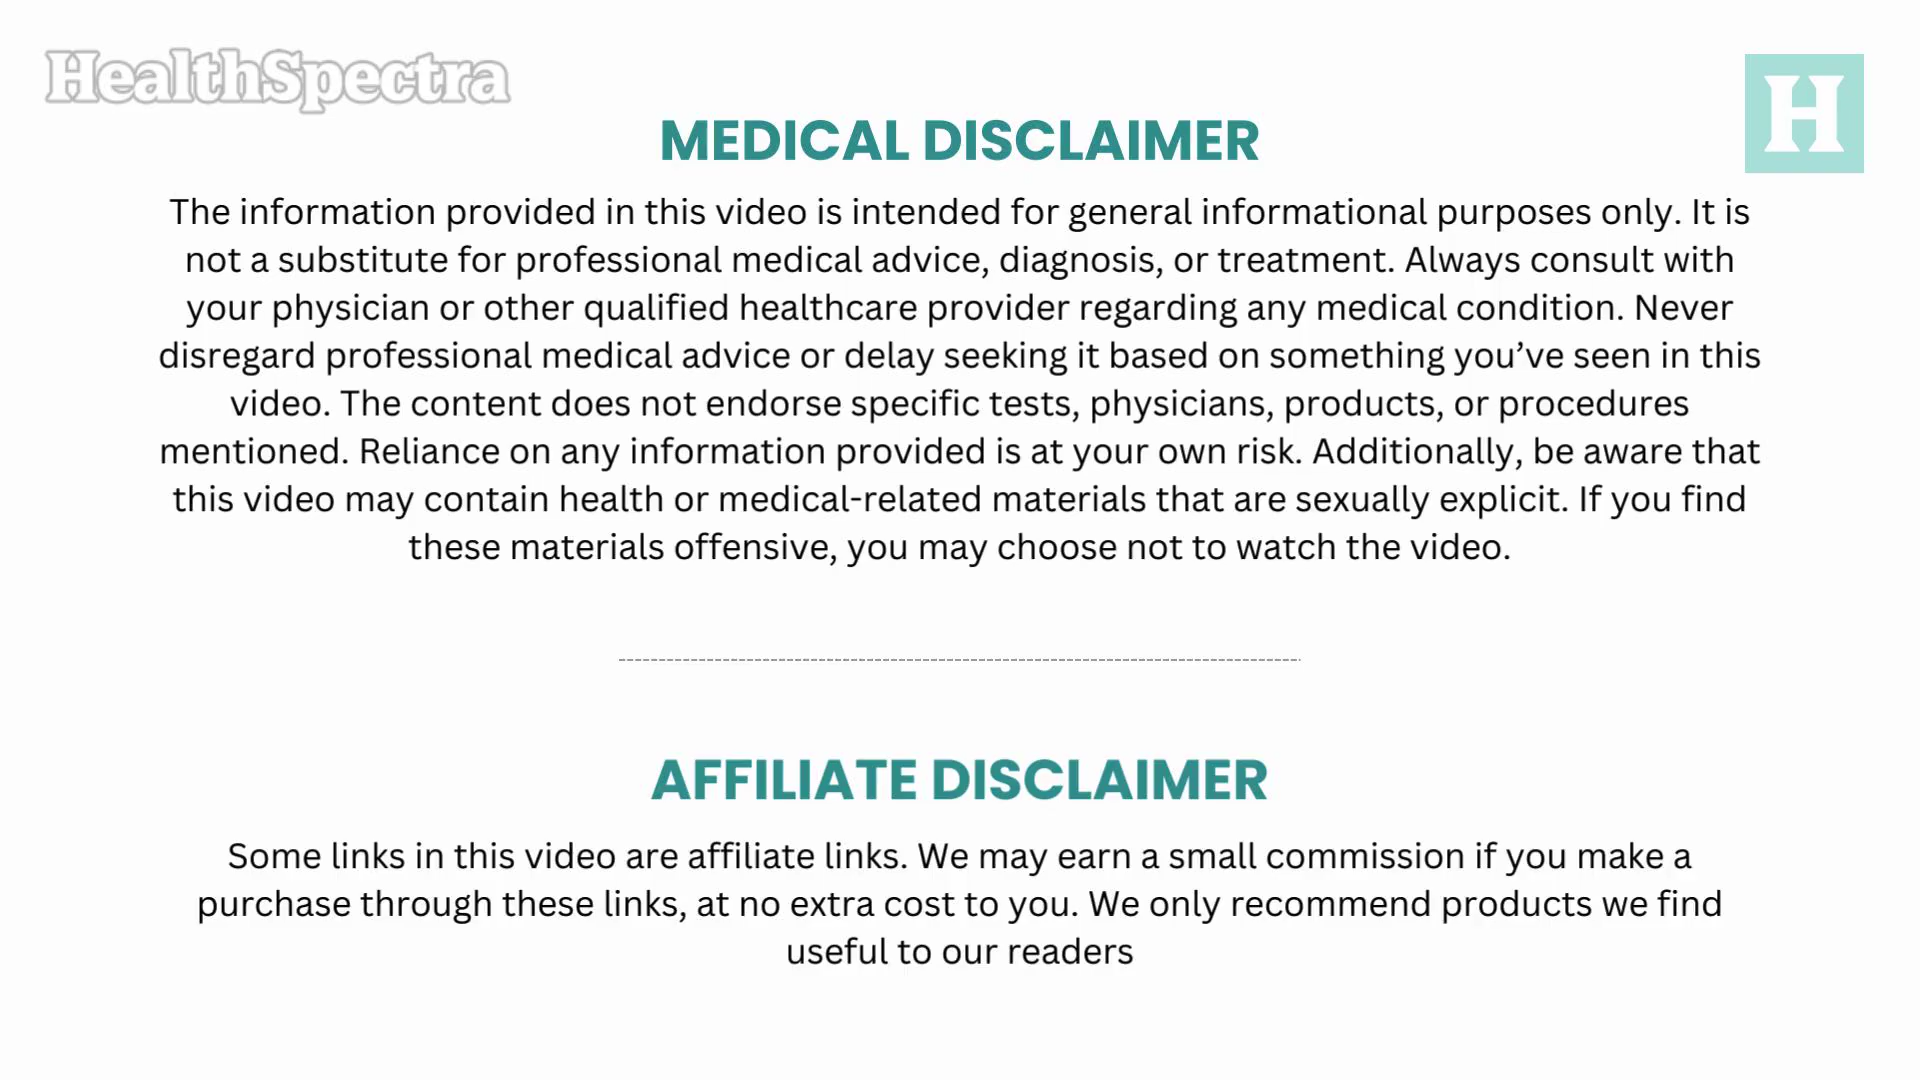 HealthSpectra
H
MEDICAL DISCLAIMER
The information provided in this video is intended for general informational purposes only. It is
not a substitute for professional medical advice, diagnosis, or treatment. Always consult with
your physician or other qualified healthcare provider regarding any medical condition. Never
disregard professional medical advice or delay seeking it based on something you’ve seen in this
video. The content does not endorse specific tests, physicians, products, or procedures
mentioned. Reliance on any information provided is at your own risk. Additionally, be aware that
this video may contain health or medical-related materials that are sexually explicit. If you find
these materials offensive, you may choose not to watch the video.
AFFILIATE DISCLAIMER
Some links in this video are affiliate links. We may earn a small commission if you make a
purchase through these links, at no extra cost to you. We only recommend products we find
useful to our readers